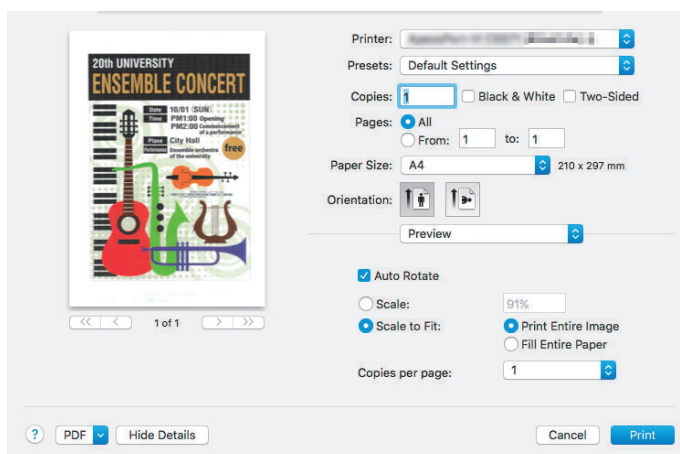 20th UNIVERSITY
ENSEMBLE CONCERT
Date 10/01 (SUN)
Time PM1:00 Opening
PM2:00 Commencement
of a performance
Place City Hall
Performance Ensemble orchestra
of the university
free
<< < 1 of 1 > >>
Printer:
Presets: Default Settings
Copies: 1 Black & White Two-Sided
Pages: All
From: 1 to: 1
Paper Size: A4 210 x 297 mm
Orientation:
Preview
Auto Rotate
Scale: 91%
Scale to Fit: Print Entire Image
Fill Entire Paper
Copies per page: 1
? PDF Hide Details Cancel Print